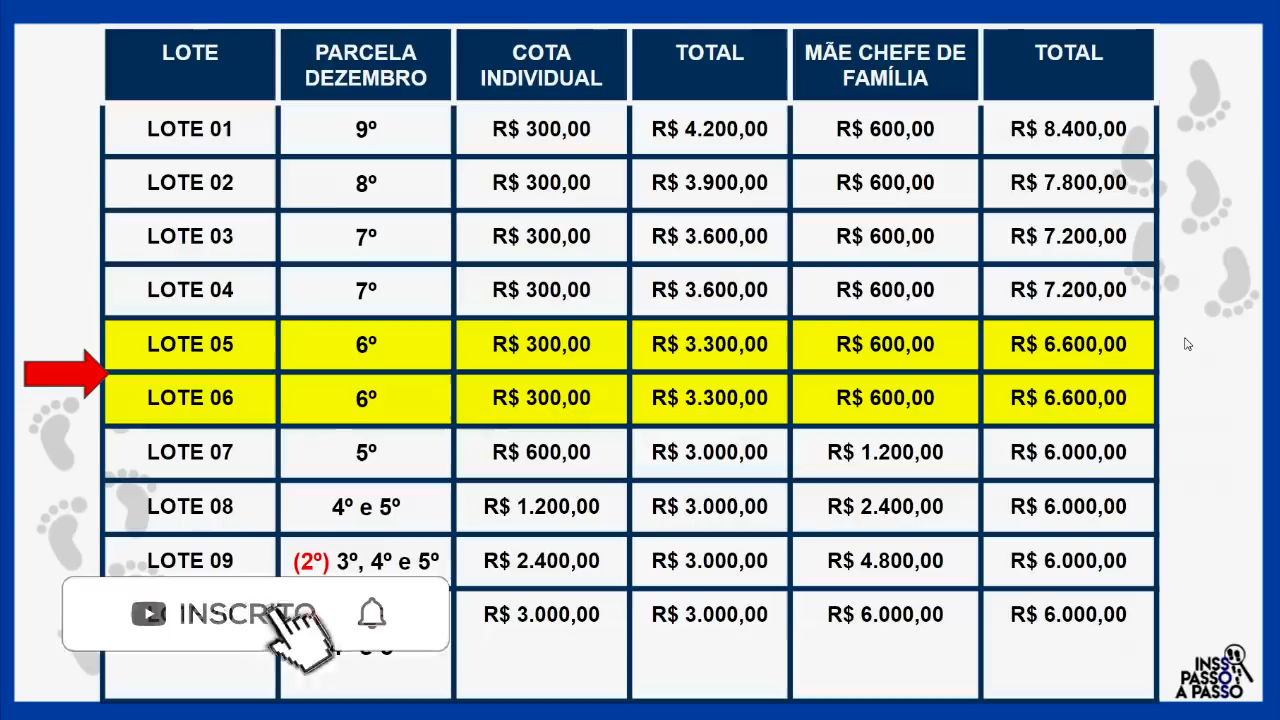 LOTE PARCELA DEZEMBRO COTA INDIVIDUAL TOTAL MÃE CHEFE DE FAMÍLIA TOTAL
LOTE 01 9º R$ 300,00 R$ 4.200,00 R$ 600,00 R$ 8.400,00
LOTE 02 8º R$ 300,00 R$ 3.900,00 R$ 600,00 R$ 7.800,00
LOTE 03 7º R$ 300,00 R$ 3.600,00 R$ 600,00 R$ 7.200,00
LOTE 04 7º R$ 300,00 R$ 3.600,00 R$ 600,00 R$ 7.200,00
LOTE 05 6º R$ 300,00 R$ 3.300,00 R$ 600,00 R$ 6.600,00
LOTE 06 6º R$ 300,00 R$ 3.300,00 R$ 600,00 R$ 6.600,00
LOTE 07 5º R$ 600,00 R$ 3.000,00 R$ 1.200,00 R$ 6.000,00
LOTE 08 4º e 5º R$ 1.200,00 R$ 3.000,00 R$ 2.400,00 R$ 6.000,00
LOTE 09 (2º) 3º, 4º e 5º R$ 2.400,00 R$ 3.000,00 R$ 4.800,00 R$ 6.000,00
R$ 3.000,00 R$ 3.000,00 R$ 6.000,00 R$ 6.000,00
INSCRITO
INSS
PASSO
A PASSO